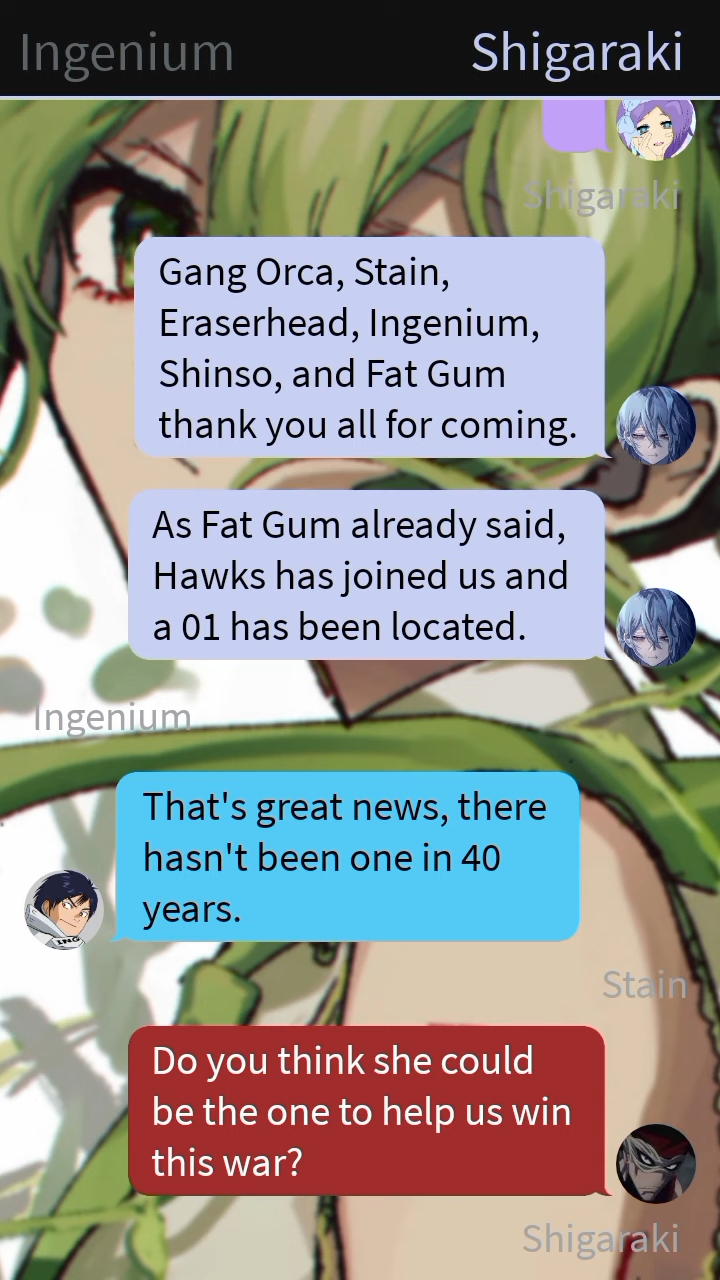 Ingenium Shigaraki
Shigaraki
Gang Orca, Stain,
Eraserhead, Ingenium,
Shinso, and Fat Gum
thank you all for coming.
As Fat Gum already said,
Hawks has joined us and
a 01 has been located.
Ingenium
That's great news, there
hasn't been one in 40
years.
ING
Stain
Do you think she could
be the one to help us win
this war?
Shigaraki